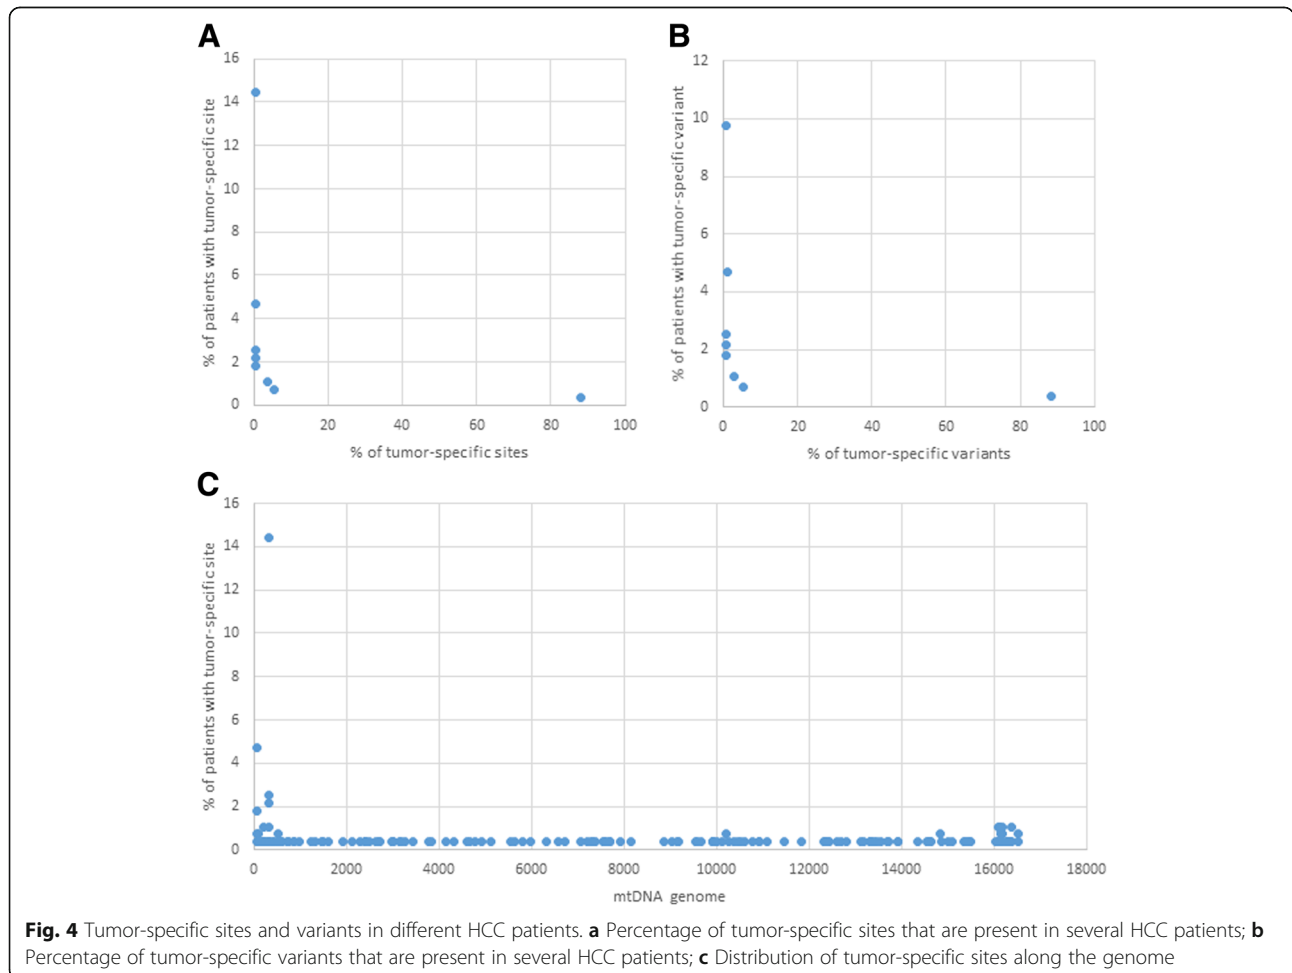 A
B
16
14
12
10
8
6
4
2
0
% of patients with tumor-specific site
0 20 40 60 80 100
% of tumor-specific sites
12
10
8
6
4
2
0
% of patients with tumor-specific variant
0 20 40 60 80 100
% of tumor-specific variants
C
16
14
12
10
8
6
4
2
0
% of patients with tumor-specific site
0 2000 4000 6000 8000 10000 12000 14000 16000 18000
mtDNA genome
Fig. 4 Tumor-specific sites and variants in different HCC patients. a Percentage of tumor-specific sites that are present in several HCC patients; b
Percentage of tumor-specific variants that are present in several HCC patients; c Distribution of tumor-specific sites along the genome